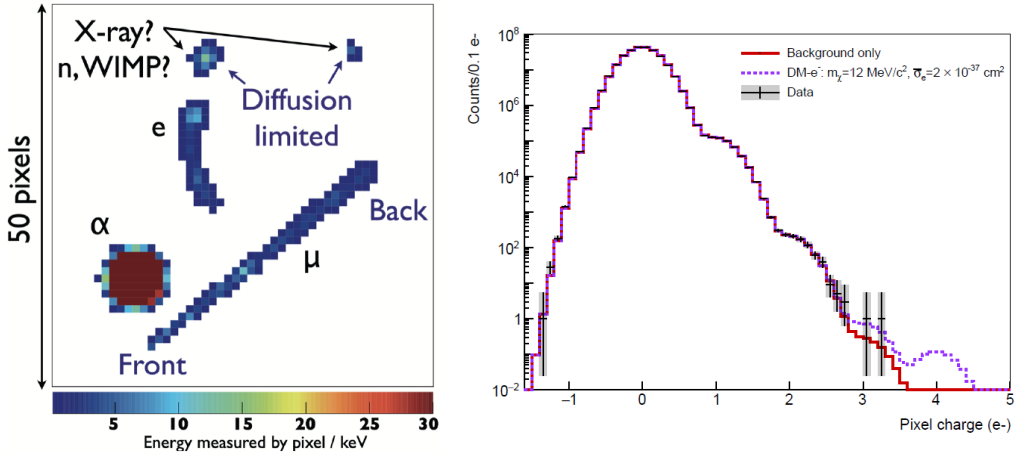 X-ray?
n, WIMP?
Diffusion
limited
e
50 pixels
α
Back
μ
Front
5 10 15 20 25 30
Energy measured by pixel / keV
Counts/0.1 e-
10⁸
10⁶
10⁴
10²
1
10⁻²
Background only
DM-e⁻: mχ=12 MeV/c², σ̅ₑ=2 × 10⁻³⁷ cm²
Data
−1 0 1 2 3 4 5
Pixel charge (e-)